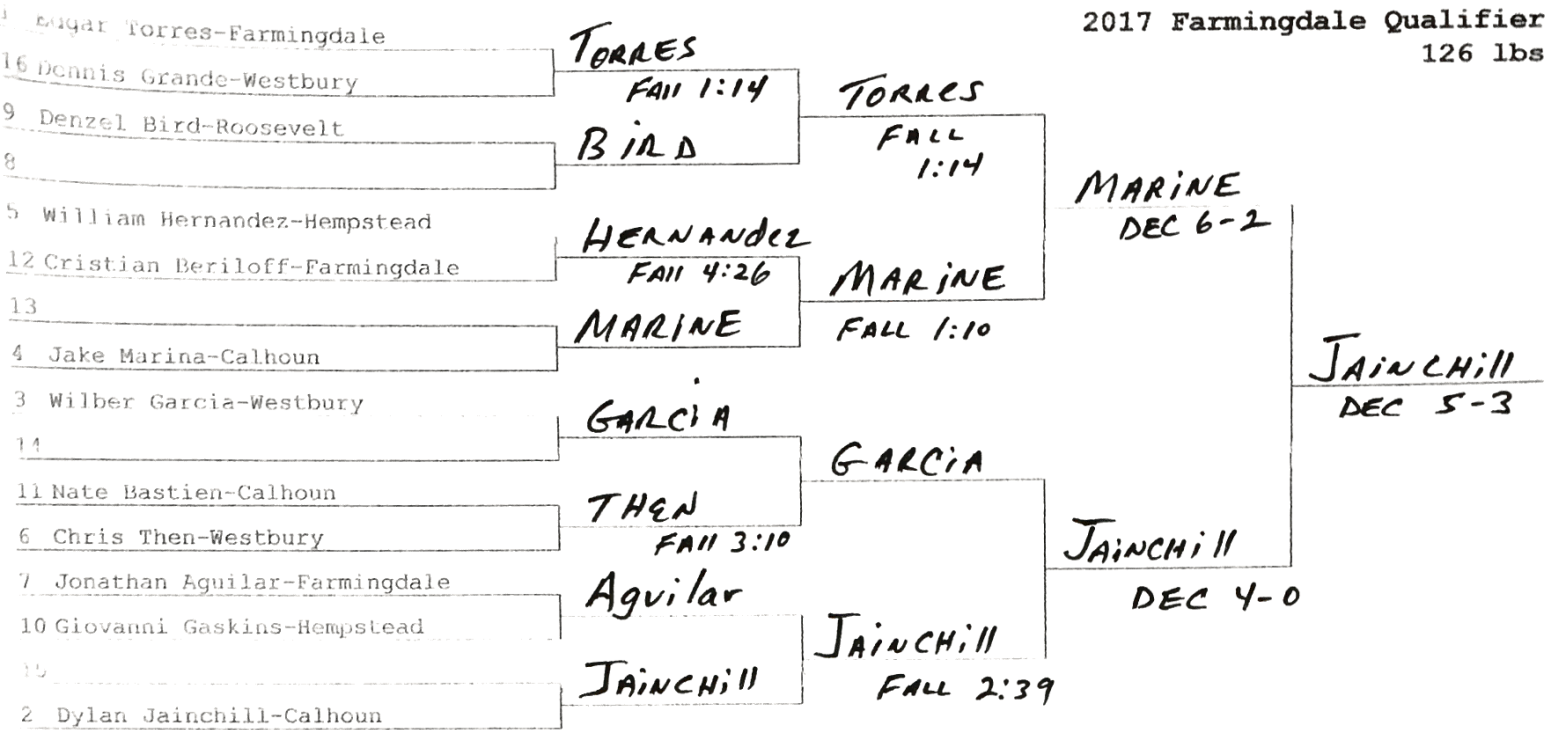 2017 Farmingdale Qualifier
126 lbs
Torres-Farmingdale
16 Dennis Grande-Westbury
9 Denzel Bird-Roosevelt
8
5 William Hernandez-Hempstead
12 Cristian Beriloff-Farmingdale
13
4 Jake Marina-Calhoun
3 Wilber Garcia-Westbury
14
11 Nate Bastien-Calhoun
6 Chris Then-Westbury
7 Jonathan Aguilar-Farmingdale
10 Giovanni Gaskins-Hempstead
15
2 Dylan Jainchill-Calhoun
TORRES
FAll 1:14
BiRD
HERNANdez
FAll 4:26
MARINE
GARCiA
THEN
FAll 3:10
Aguilar
JAiNCHill
TORRES
FALL
1:14
MARiNE
FALL 1:10
GARCiA
JAiNCHill
FALL 2:39
MARiNE
DEC 6-2
JAiNCHill
DEC 4-0
JAiNCHill
DEC 5-3